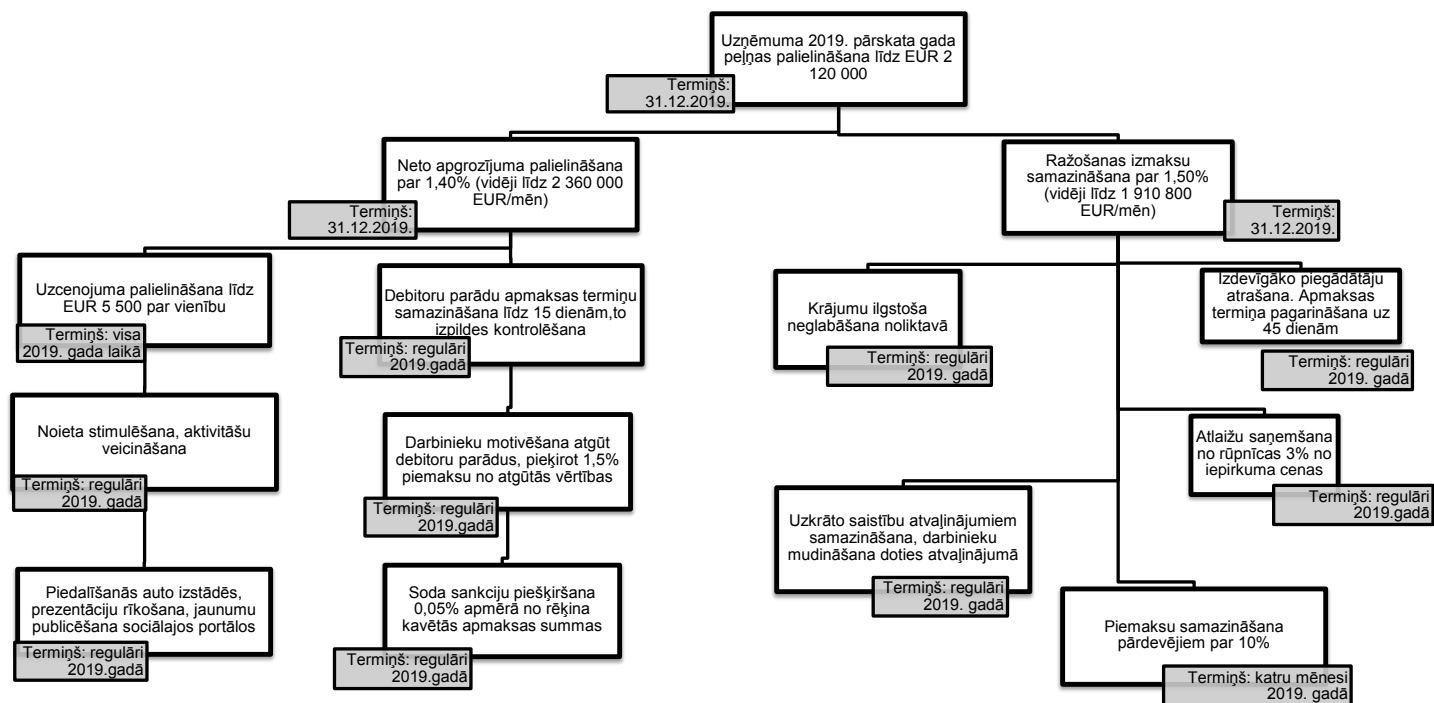 Uzņēmuma 2019. pārskata gada
peļņas palielināšana līdz EUR 2
120 000
Termiņš:
31.12.2019.
Neto apgrozījuma palielināšana
par 1,40% (vidēji līdz 2 360 000
EUR/mēn)
Termiņš:
31.12.2019.
Ražošanas izmaksu
samazināšana par 1,50%
(vidēji līdz 1 910 800
EUR/mēn)
Termiņš:
31.12.2019.
Uzcenojuma palielināšana līdz
EUR 5 500 par vienību
Termiņš: visa
2019. gada laikā
Debitoru parādu apmaksas termiņu
samazināšana līdz 15 dienām,to
izpildes kontrolēšana
Termiņš: regulāri
2019.gadā
Krājumu ilgstoša
neglabāšana noliktavā
Termiņš: regulāri
2019. gadā
Izdevīgāko piegādātāju
atrašana. Apmaksas
termiņa pagarināšana uz
45 dienām
Termiņš: regulāri
2019. gadā
Noieta stimulēšana, aktivitāšu
veicināšana
Termiņš: regulāri
2019. gadā
Darbinieku motivēšana atgūt
debitoru parādus, pieķirot 1,5%
piemaksu no atgūtās vērtības
Termiņš: regulāri
2019.gadā
Atlaižu saņemšana
no rūpnīcas 3% no
iepirkuma cenas
Termiņš: regulāri
2019.gadā
Uzkrāto saistību atvaļinājumiem
samazināšana, darbinieku
mudināšana doties atvaļinājumā
Termiņš: regulāri
2019. gadā
Piedalīšanās auto izstādēs,
prezentāciju rīkošana, jaunumu
publicēšana sociālajos portālos
Termiņš: regulāri
2019.gadā
Soda sankciju piešķiršana
0,05% apmērā no rēķina
kavētās apmaksas summas
Termiņš: regulāri
2019.gadā
Piemaksu samazināšana
pārdevējiem par 10%
Termiņš: katru mēnesi
2019. gadā